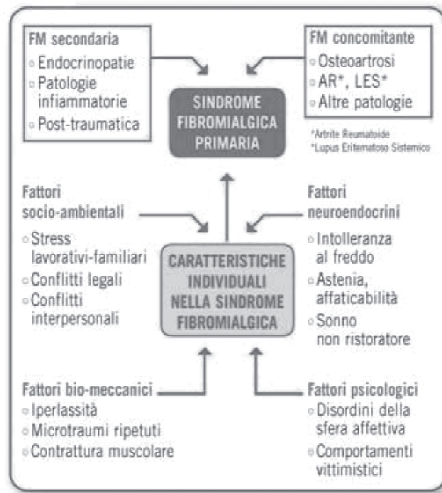 FM secondaria
Endocrinopatie
Patologie
infiammatorie
Post-traumatica
FM concomitante
Osteoartrosi
AR*, LES*
Altre patologie
*Artrite Reumatoide
*Lupus Eritematoso Sistemico
SINDROME
FIBROMIALGICA
PRIMARIA
Fattori
socio-ambientali
Stress
lavorativi-familiari
Conflitti legali
Conflitti
interpersonali
Fattori
neuroendocrini
Intolleranza
al freddo
Astenia,
affaticabilità
Sonno
non ristoratore
CARATTERISTICHE
INDIVIDUALI
NELLA SINDROME
FIBROMIALGICA
Fattori bio-meccanici
Iperlassità
Microtraumi ripetuti
Contrattura muscolare
Fattori psicologici
Disordini della
sfera affettiva
Comportamenti
vittimistici